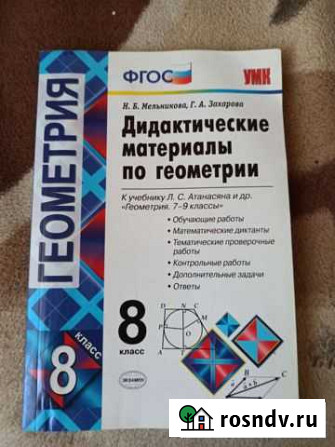 ФГОС
УМК
Н. Б. Мельникова, Г. А. Захарова
Дидактические
материалы
по геометрии
К учебнику Л. С. Атанасяна и др.
«Геометрия. 7–9 классы»
• Обучающие работы
• Математические диктанты
• Тематические проверочные
работы
• Контрольные работы
• Дополнительные задачи
• Ответы
8
класс
ЭКЗАМЕН
ГЕОМЕТРИЯ
8
класс
D N C
M
P O
A B
B
C
rosndv.ru